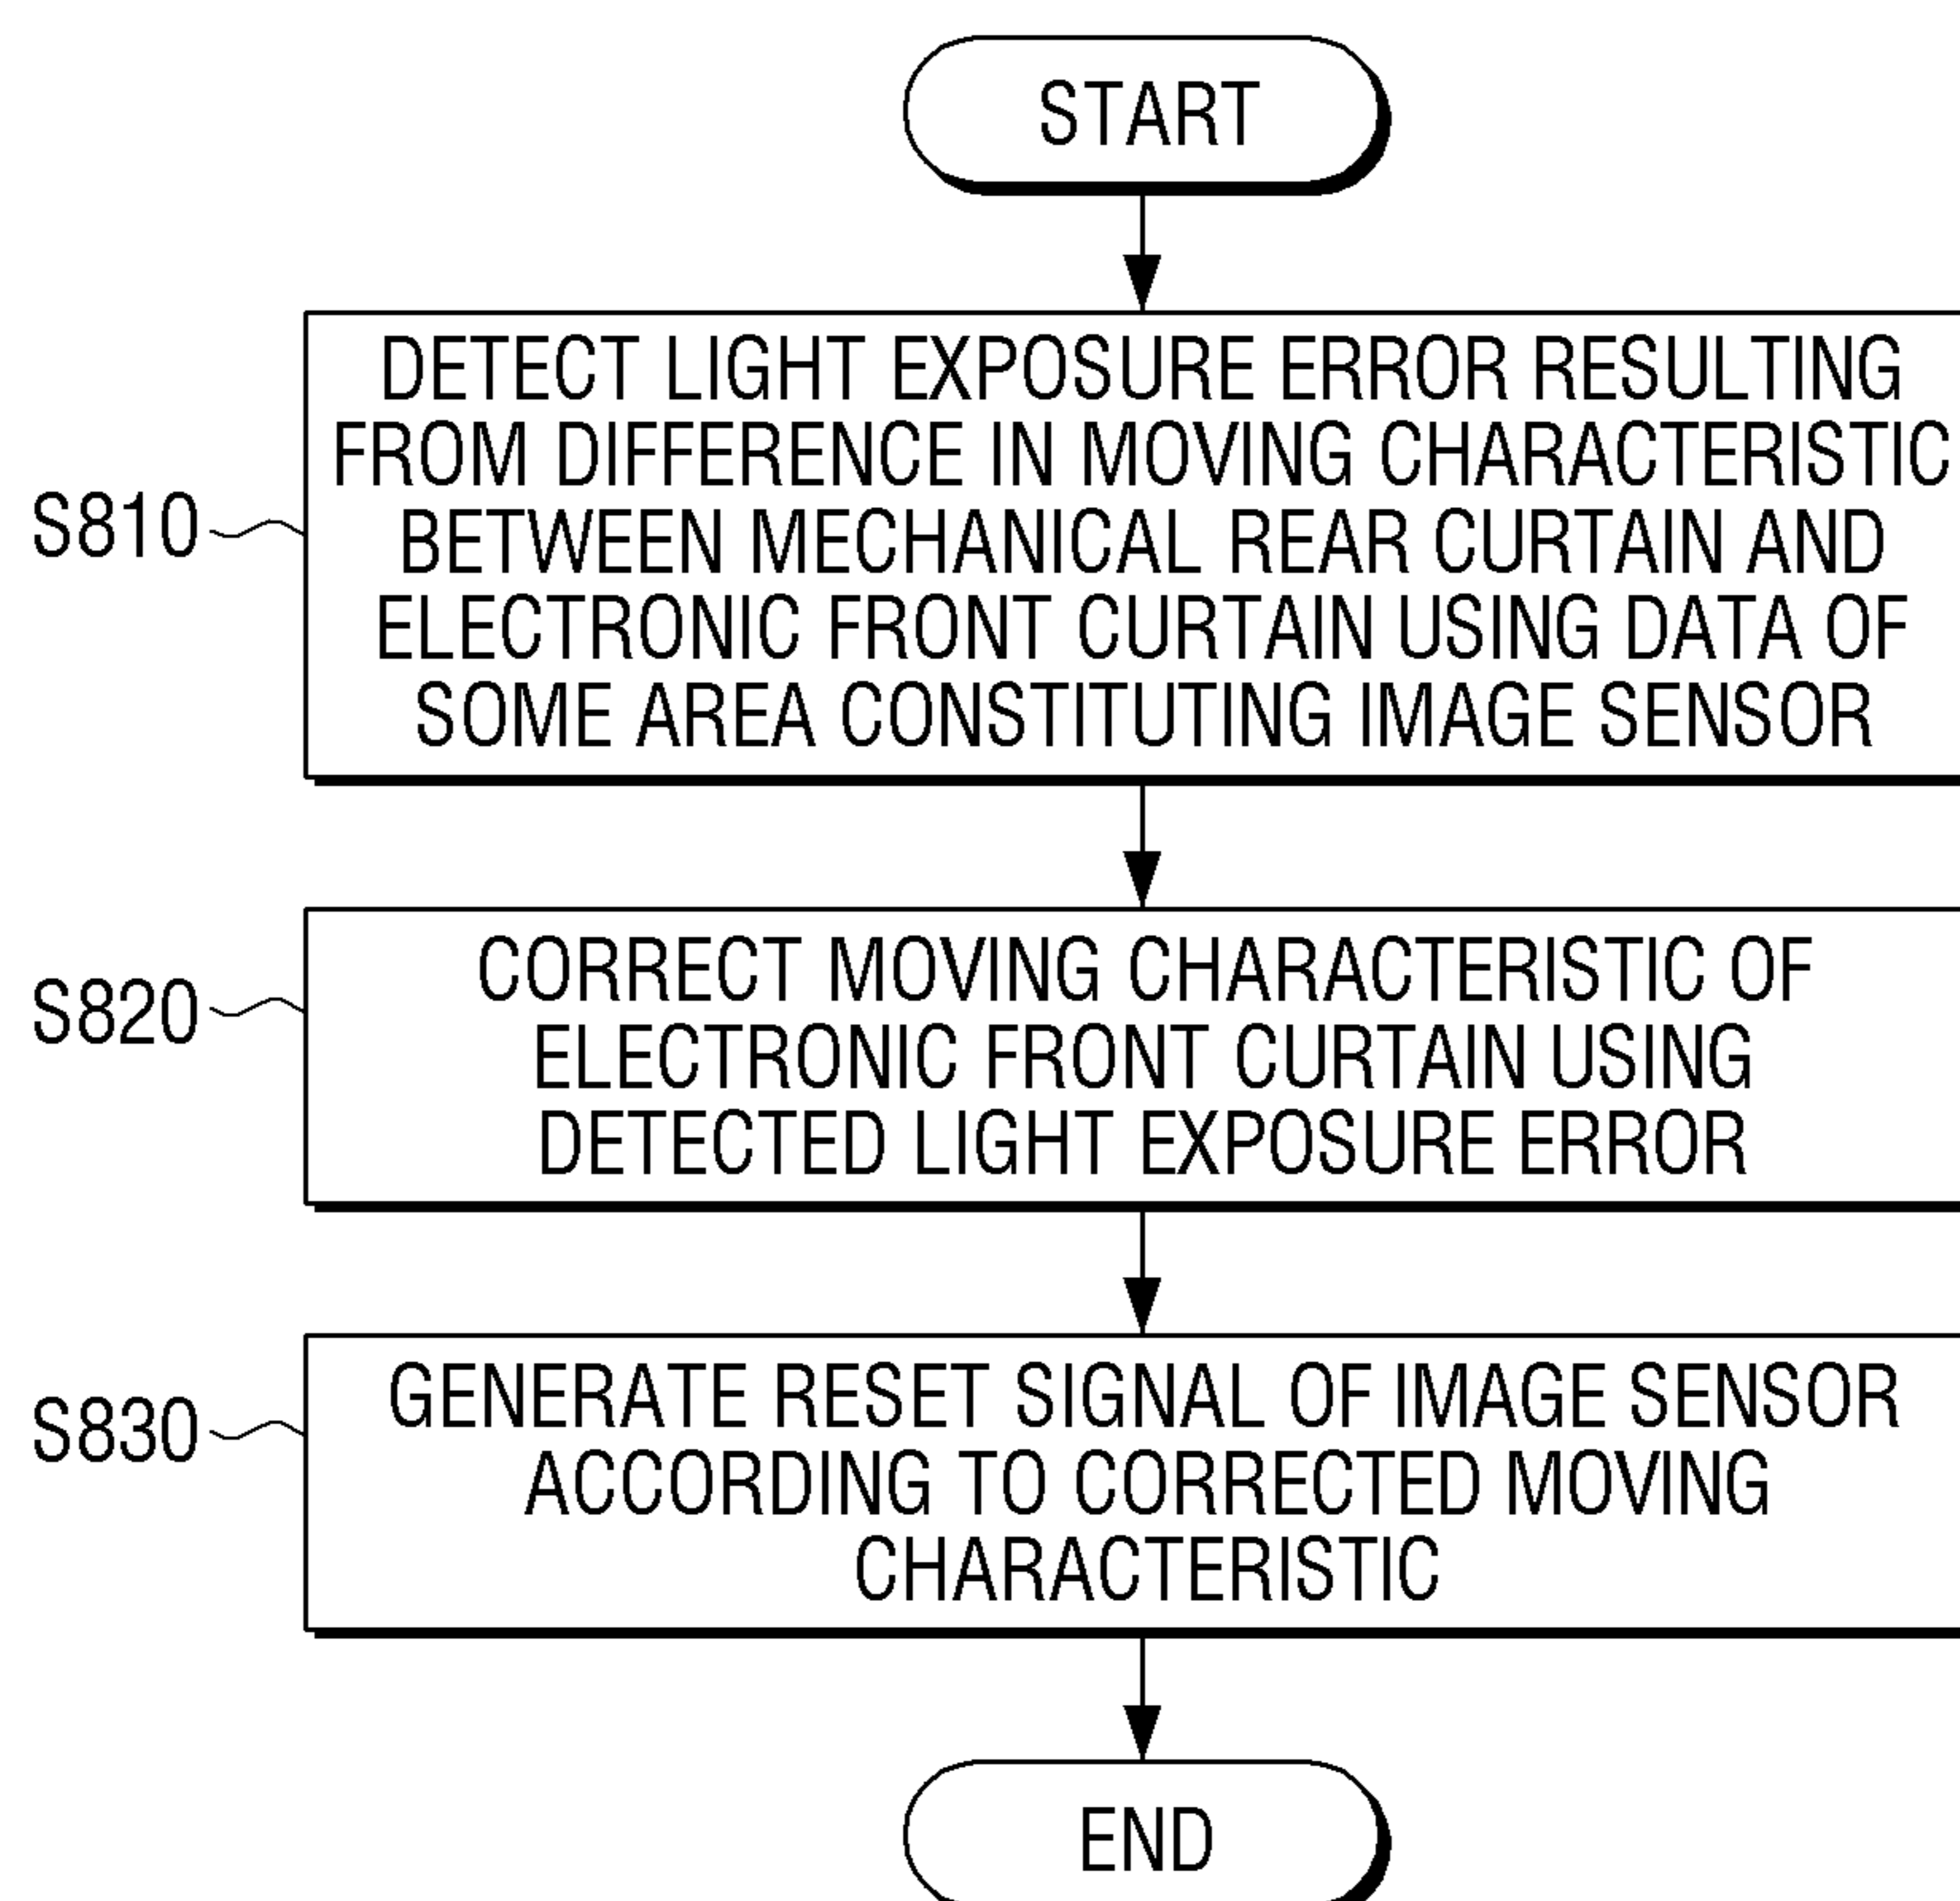 START
DETECT LIGHT EXPOSURE ERROR RESULTING
FROM DIFFERENCE IN MOVING CHARACTERISTIC
BETWEEN MECHANICAL REAR CURTAIN AND
ELECTRONIC FRONT CURTAIN USING DATA OF
SOME AREA CONSTITUTING IMAGE SENSOR
S810
CORRECT MOVING CHARACTERISTIC OF
ELECTRONIC FRONT CURTAIN USING
DETECTED LIGHT EXPOSURE ERROR
S820
GENERATE RESET SIGNAL OF IMAGE SENSOR
ACCORDING TO CORRECTED MOVING
CHARACTERISTIC
S830
END